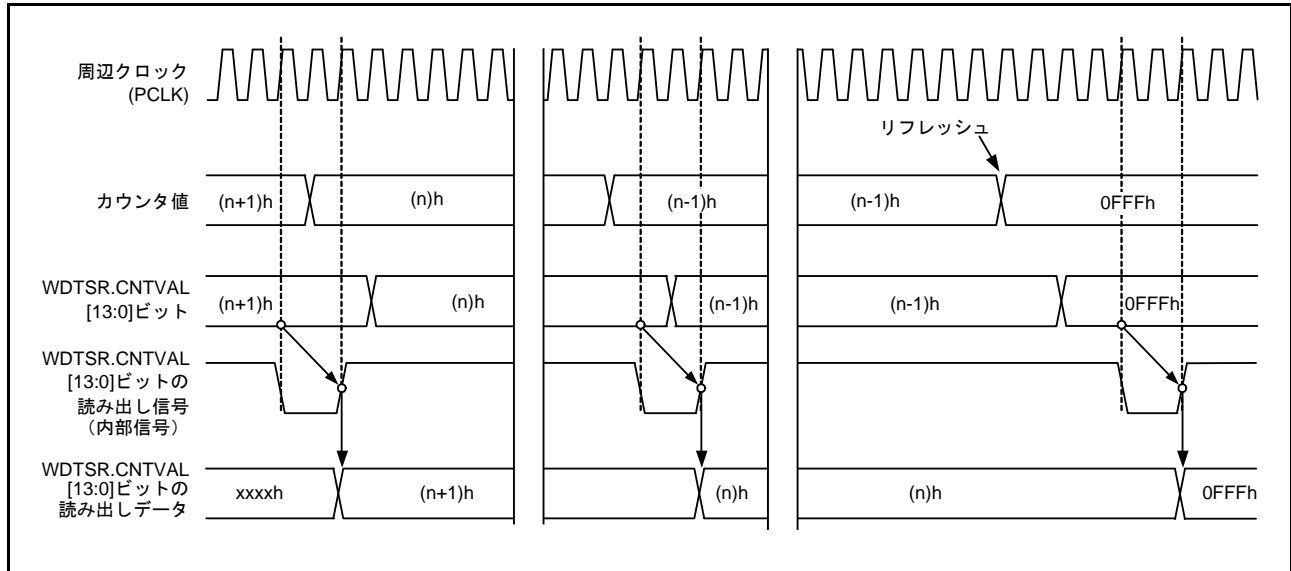 周辺クロック
(PCLK)
リフレッシュ
カウンタ値
(n+1)h
(n)h
(n-1)h
(n-1)h
0FFFh
WDTSR.CNTVAL
[13:0]ビット
(n+1)h
(n)h
(n-1)h
(n-1)h
0FFFh
WDTSR.CNTVAL
[13:0]ビットの
読み出し信号
（内部信号）
WDTSR.CNTVAL
[13:0]ビットの
読み出しデータ
xxxxh
(n+1)h
(n)h
(n)h
0FFFh